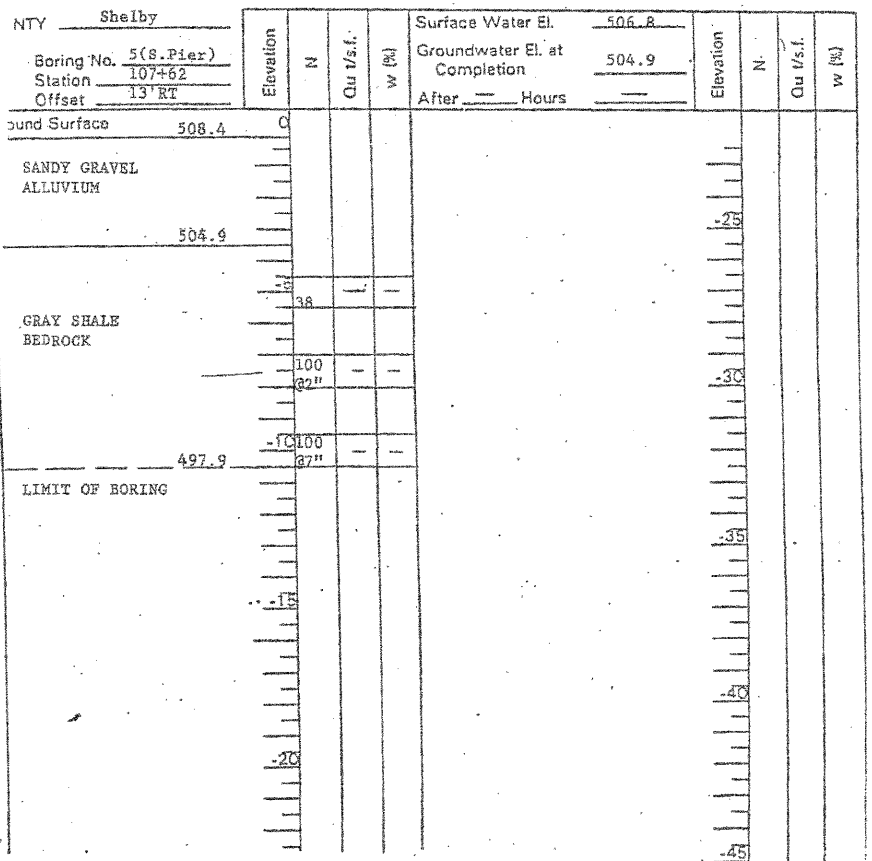 NTY Shelby
Boring No. 5(S.Pier)
Station 107+62
Offset 13'RT
Elevation
N
Qu t/s.f.
w (%)
Surface Water El. 506.8
Groundwater El. at
Completion 504.9
After — Hours —
Elevation
N
Qu t/s.f.
w (%)
ound Surface 508.4 0
SANDY GRAVEL
ALLUVIUM
-25
504.9
-5 — —
38
GRAY SHALE
BEDROCK
100 - -
@2"
-30
-10 100 - -
497.9 @7"
LIMIT OF BORING
-35
-15
-40
-20
-45